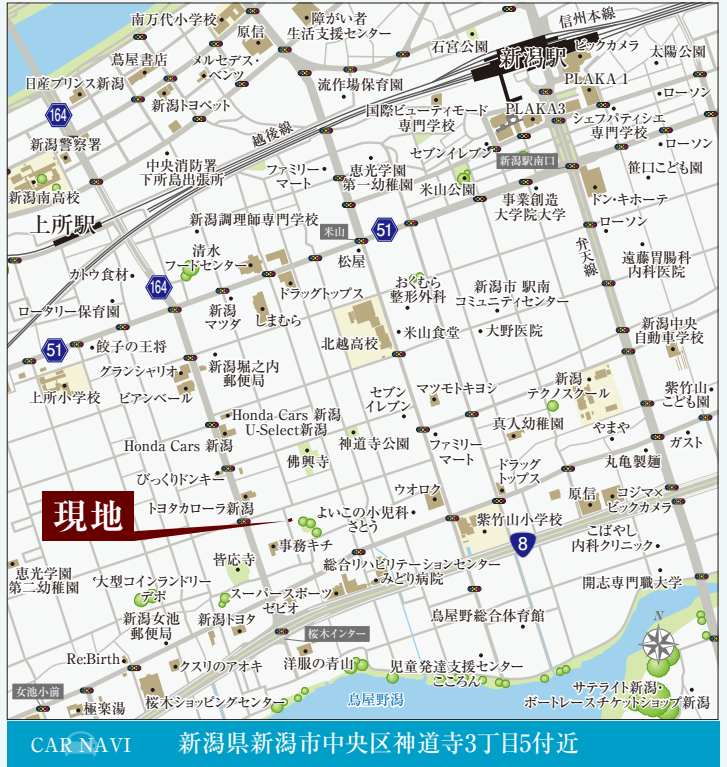 南万代小学校
障がい者
生活支援センター
信州本線
原信
石宮公園
新潟駅
ビックカメラ
太陽公園
蔦屋書店
メルセデス・
ベンツ
日産プリンス新潟
流作場保育園
PLAKA 1
ローソン
新潟トヨペット
国際ビューティモード
専門学校
PLAKA3
シェフパティシエ
専門学校
164
越後線
新潟警察署
中央消防署
下所島出張所
ファミリー
マート
恵光学園
第一幼稚園
セブンイレブン
新潟駅南口
ローソン
笹口こども園
新潟南高校
米山公園
事業創造
大学院大学
ドン・キホーテ
上所駅
新潟調理師専門学校
米山
51
ローソン
清水
フードセンター
松屋
弁天線
遠藤胃腸科
内科医院
カトウ食材
164
ドラッグトップス
おぐむら
整形外科
新潟市 駅南
コミュニティセンター
ロータリー保育園
新潟
マツダ
しまむら
北越高校
米山食堂
大野医院
新潟中央
自動車学校
51
餃子の王将
グランシャリオ
新潟堀之内
郵便局
上所小学校
ビアンベール
セブン
イレブン
マツモトキヨシ
新潟
テクノスクール
紫竹山
こども園
Honda Cars 新潟
U-Select新潟
真人幼稚園
やまや
Honda Cars 新潟
神道寺公園
ファミリー
マート
ガスト
佛興寺
丸亀製麺
びっくりドンキー
ドラッグ
トップス
ウオロク
原信
コジマ×
ビックカメラ
現地
トヨタカローラ新潟
よいこの小児科
さとう
紫竹山小学校
8
事務キチ
こばやし
内科クリニック
皆応寺
総合リハビリテーションセンター
みどり病院
恵光学園
第二幼稚園
大型コインランドリー
デポ
スーパースポーツ
ゼビオ
開志専門職大学
新潟女池
郵便局
新潟トヨタ
鳥屋野総合体育館
N
桜木インター
Re:Birth
クスリのアオキ
洋服の青山
児童発達支援センター
こころん
女池小前
極楽湯
桜木ショッピングセンター
鳥屋野潟
サテライト新潟・
ボートレースチケットショップ新潟
CAR NAVI
新潟県新潟市中央区神道寺3丁目5付近